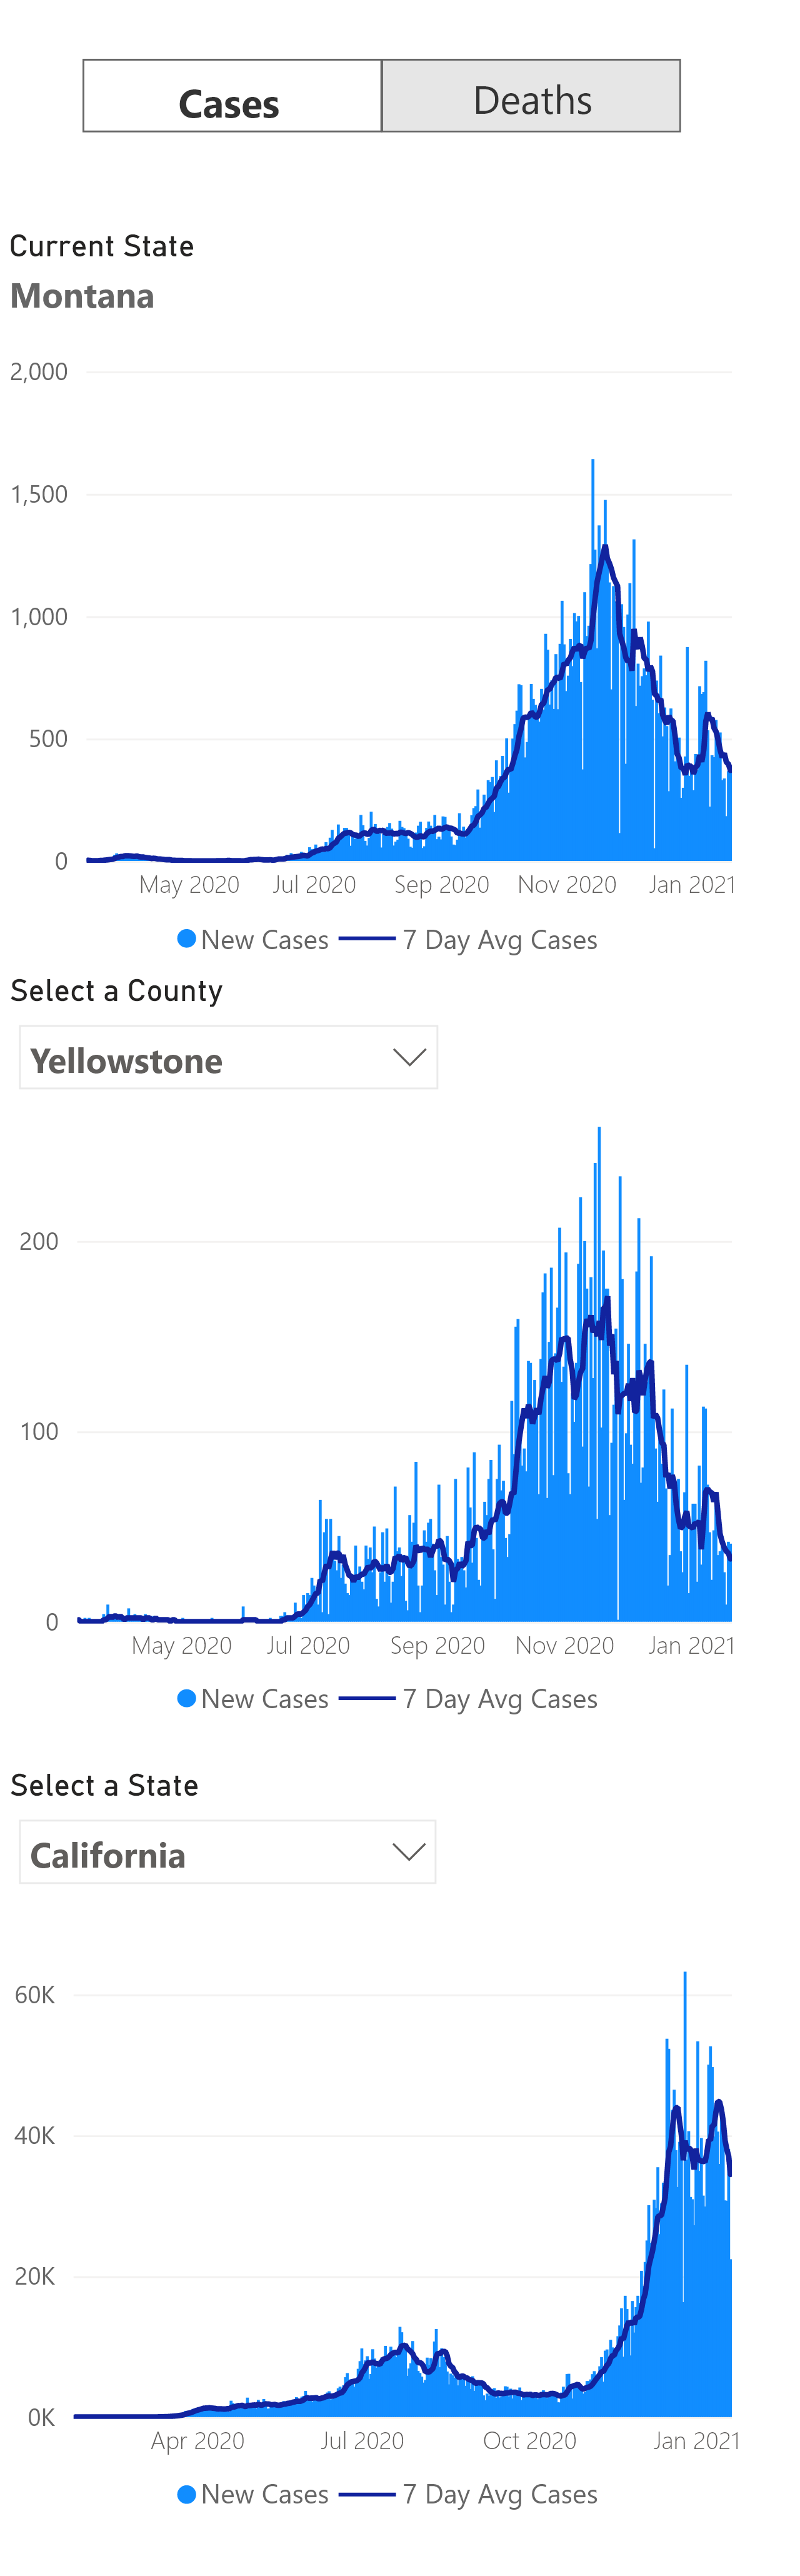 Cases Deaths
Current State
Montana
2,000
1,500
1,000
500
0
May 2020 Jul 2020 Sep 2020 Nov 2020 Jan 2021
New Cases 7 Day Avg Cases
Select a County
Yellowstone
200
100
0
May 2020 Jul 2020 Sep 2020 Nov 2020 Jan 2021
New Cases 7 Day Avg Cases
Select a State
California
60K
40K
20K
0K
Apr 2020 Jul 2020 Oct 2020 Jan 2021
New Cases 7 Day Avg Cases